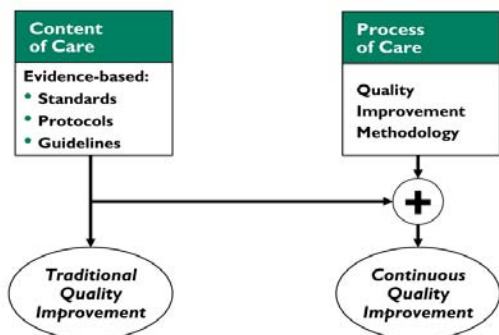 Content
of Care
Evidence-based:
• Standards
• Protocols
• Guidelines
Process
of Care
Quality
Improvement
Methodology
+
Traditional
Quality
Improvement
Continuous
Quality
Improvement